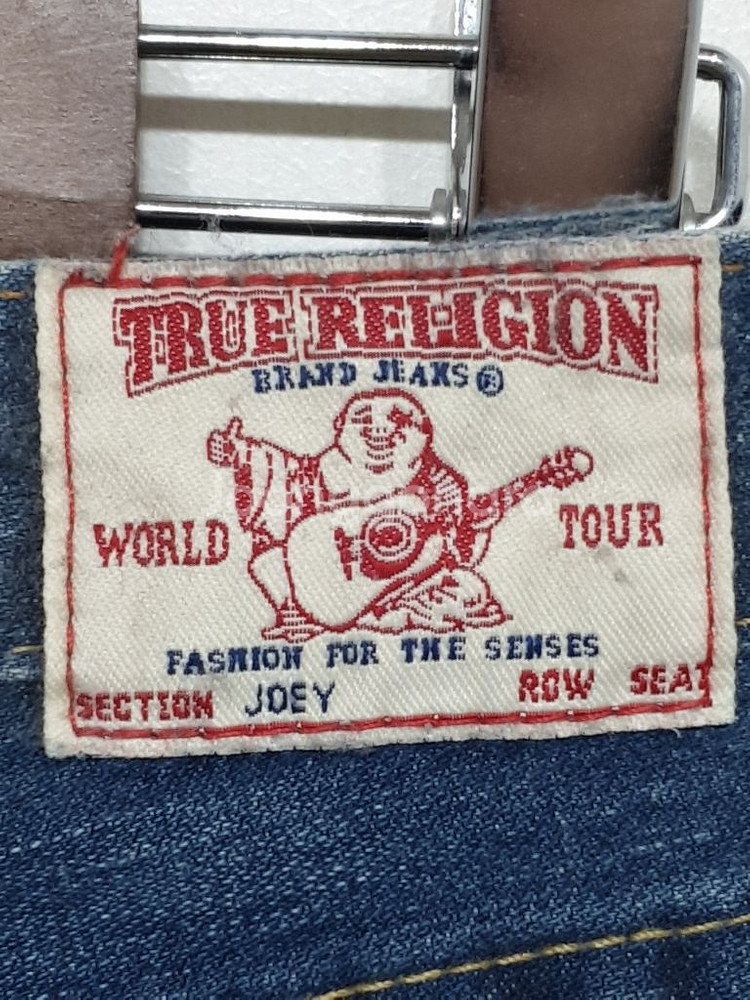 TRUE RELIGION
BRAND JEANS®
WORLD TOUR
FASHION FOR THE SENSES
SECTION JOEY ROW SEAT